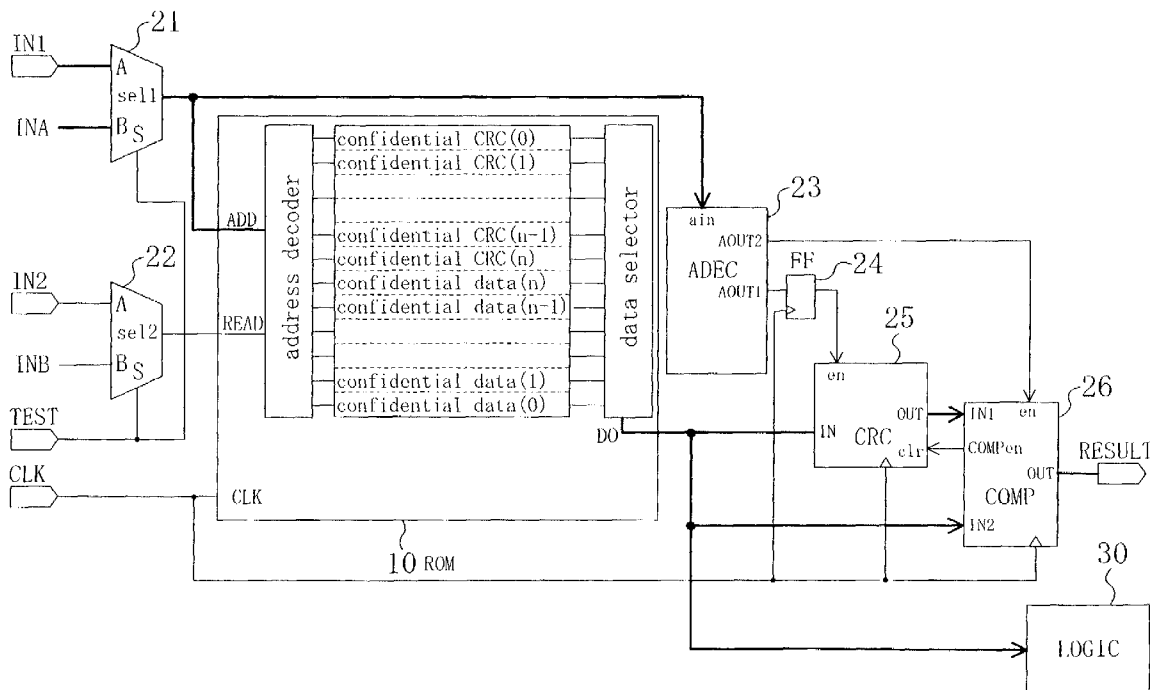 21
IN1
A
sel1
INA
B
S
22
IN2
A
sel2
INB
B
S
TEST
CLK
ADD
READ
CLK
address decoder
confidential CRC(0)
confidential CRC(1)
confidential CRC(n-1)
confidential CRC(n)
confidential data(n)
confidential data(n-1)
confidential data(1)
confidential data(0)
data selector
DO
10 ROM
23
ain
AOUT2
ADEC
AOUT1
FF
24
25
en
OUT
IN
CRC
clr
26
IN1
en
COMPen
OUT
COMP
IN2
RESULT
30
LOGIC